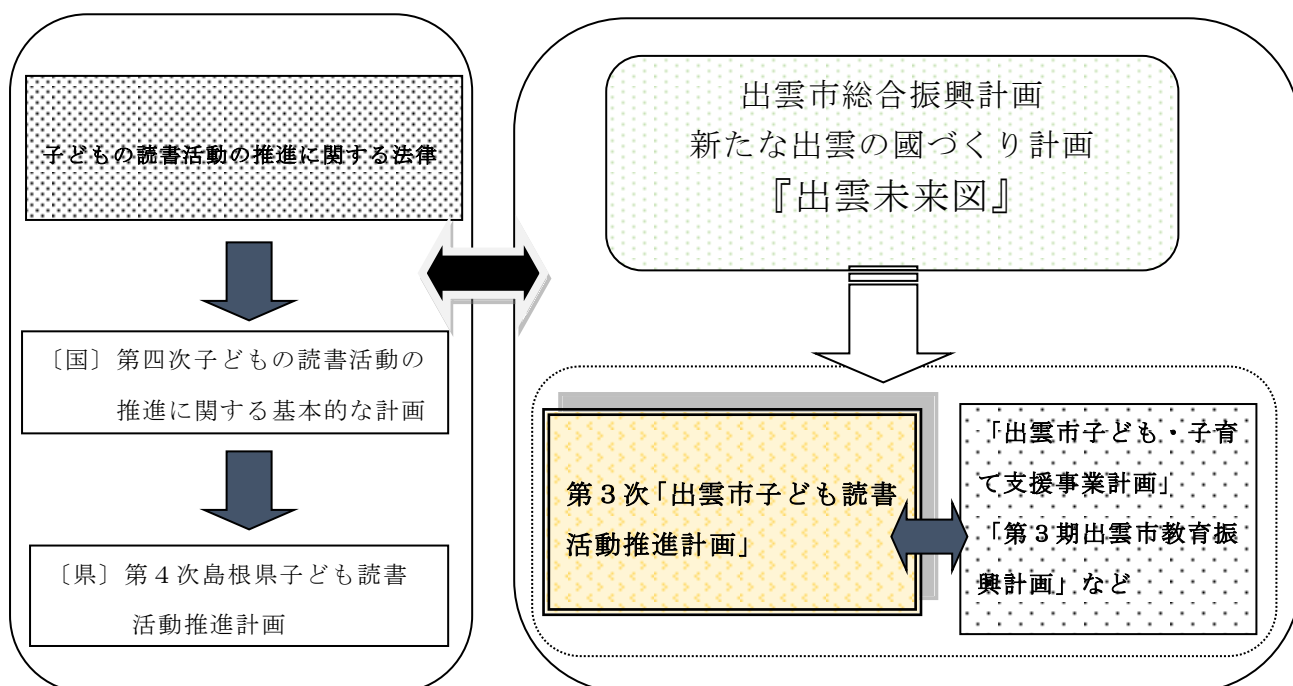 子どもの読書活動の推進に関する法律
〔国〕第四次子どもの読書活動の
推進に関する基本的な計画
〔県〕第４次島根県子ども読書
活動推進計画
出雲市総合振興計画
新たな出雲の國づくり計画
『出雲未来図』
第３次「出雲市子ども読書
活動推進計画」
「出雲市子ども・子育
て支援事業計画」
「第３期出雲市教育振
興計画」など